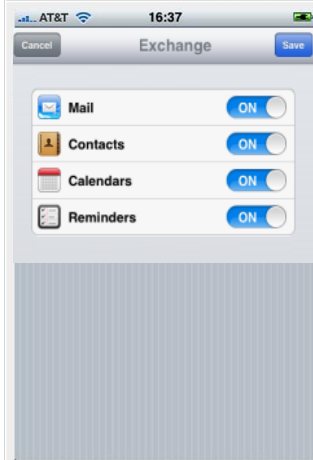 AT&T 16:37
Cancel Exchange Save
Mail ON
Contacts ON
Calendars ON
Reminders ON